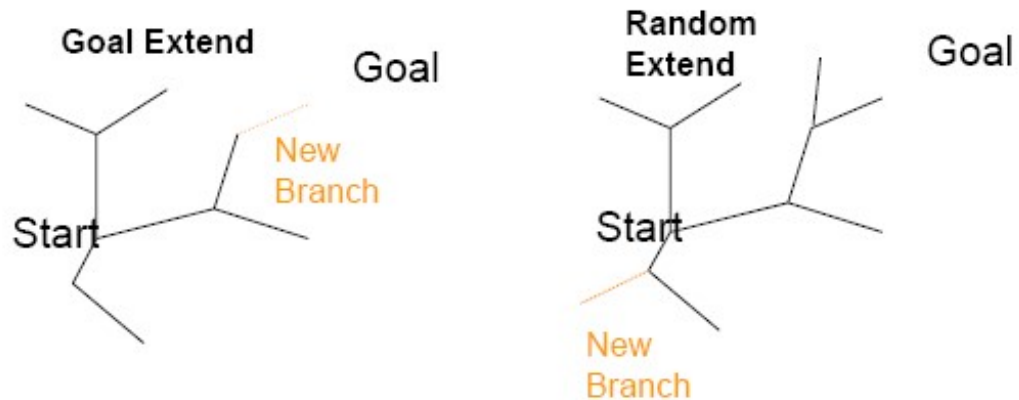 Goal Extend
Goal
New
Branch
Start
Random
Extend
Goal
Start
New
Branch